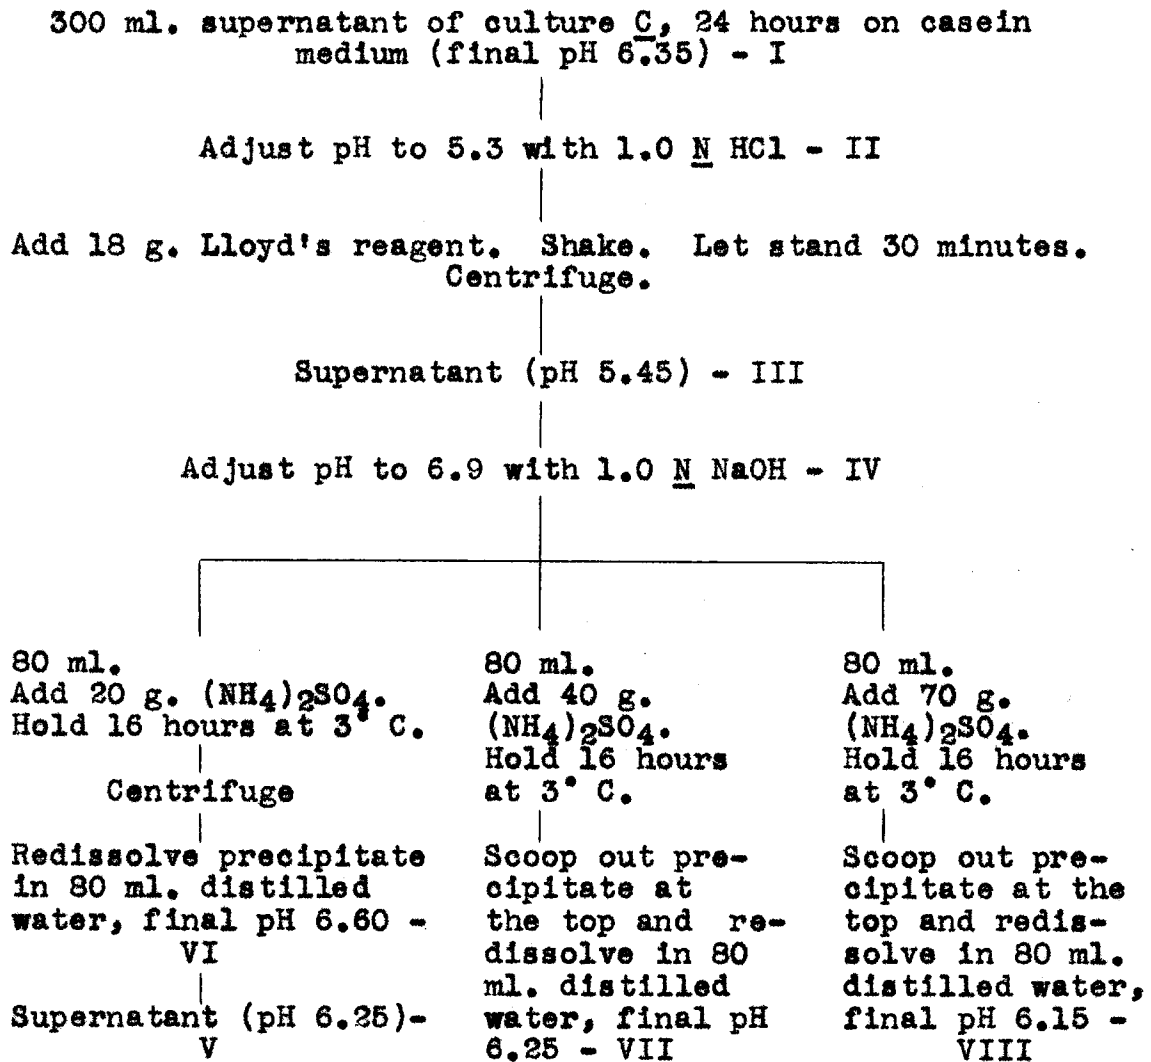 300 ml. supernatant of culture C, 24 hours on casein
medium (final pH 6.35) - I
Adjust pH to 5.3 with 1.0 N HCl - II
Add 18 g. Lloyd's reagent. Shake. Let stand 30 minutes.
Centrifuge.
Supernatant (pH 5.45) - III
Adjust pH to 6.9 with 1.0 N NaOH - IV
80 ml.
Add 20 g. (NH4)2SO4.
Hold 16 hours at 3° C.
Centrifuge
Redissolve precipitate
in 80 ml. distilled
water, final pH 6.60 -
VI
Supernatant (pH 6.25)-
V
80 ml.
Add 40 g.
(NH4)2SO4.
Hold 16 hours
at 3° C.
Scoop out pre-
cipitate at
the top and re-
dissolve in 80
ml. distilled
water, final pH
6.25 - VII
80 ml.
Add 70 g.
(NH4)2SO4.
Hold 16 hours
at 3° C.
Scoop out pre-
cipitate at the
top and redis-
solve in 80 ml.
distilled water,
final pH 6.15 -
VIII